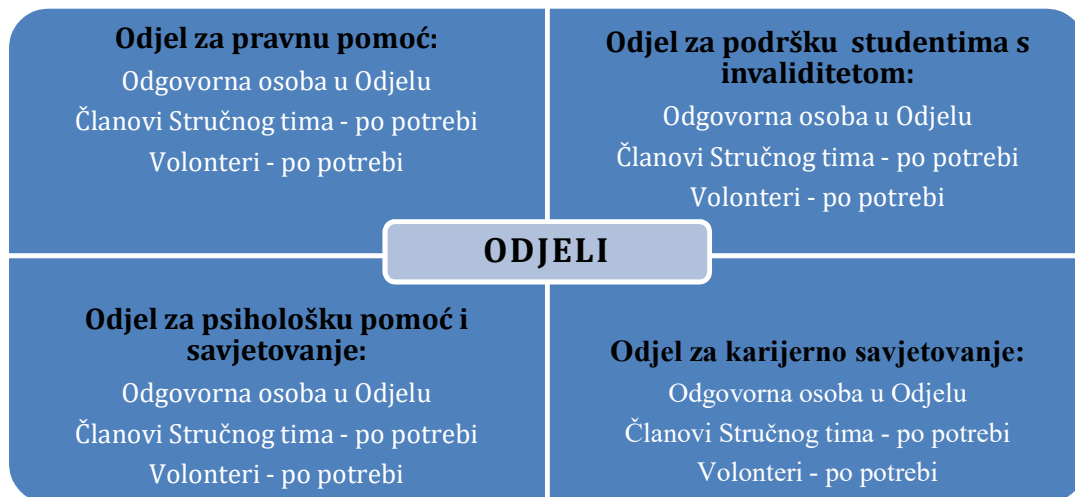 Odjel za pravnu pomoć:
Odgovorna osoba u Odjelu
Članovi Stručnog tima - po potrebi
Volonteri - po potrebi
Odjel za podršku studentima s
invaliditetom:
Odgovorna osoba u Odjelu
Članovi Stručnog tima - po potrebi
Volonteri - po potrebi
ODJELI
Odjel za psihološku pomoć i
savjetovanje:
Odgovorna osoba u Odjelu
Članovi Stručnog tima - po potrebi
Volonteri - po potrebi
Odjel za karijerno savjetovanje:
Odgovorna osoba u Odjelu
Članovi Stručnog tima - po potrebi
Volonteri - po potrebi